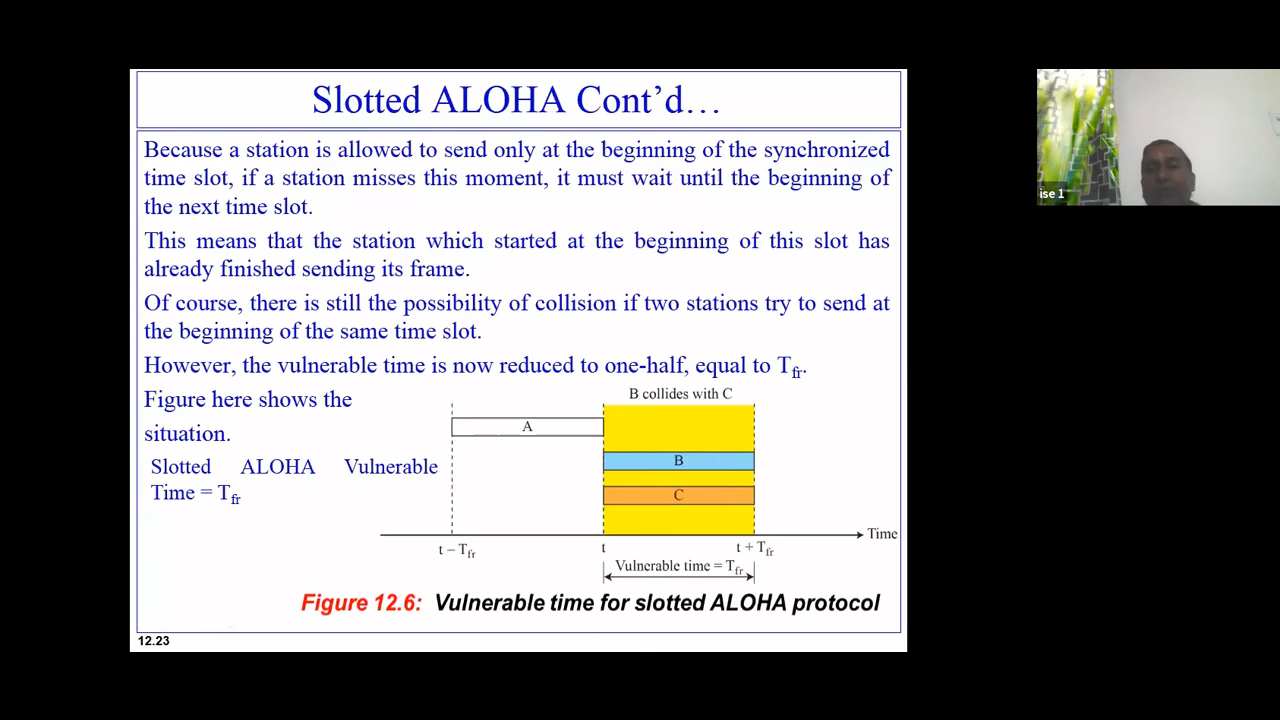 Slotted ALOHA Cont’d…
Because a station is allowed to send only at the beginning of the synchronized
time slot, if a station misses this moment, it must wait until the beginning of
the next time slot.
This means that the station which started at the beginning of this slot has
already finished sending its frame.
Of course, there is still the possibility of collision if two stations try to send at
the beginning of the same time slot.
However, the vulnerable time is now reduced to one-half, equal to Tfr.
Figure here shows the
situation.
Slotted ALOHA Vulnerable
Time = Tfr
B collides with C
A
B
C
Time
t – Tfr
t
t + Tfr
Vulnerable time = Tfr
Figure 12.6: Vulnerable time for slotted ALOHA protocol
12.23
ise 1